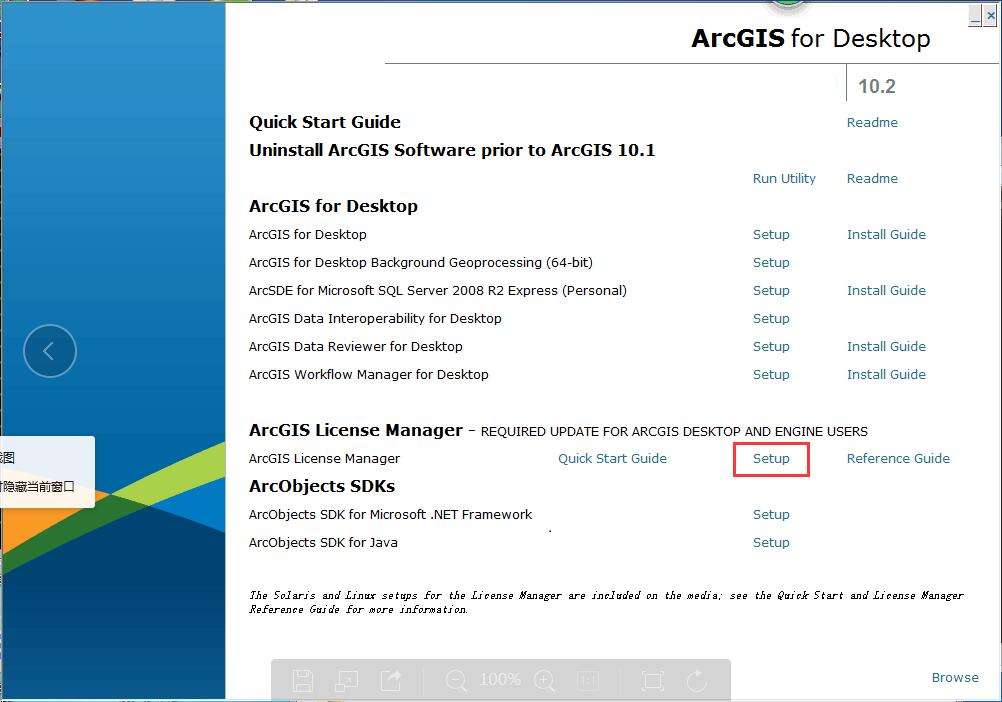 ArcGIS for Desktop
10.2
Quick Start Guide Readme
Uninstall ArcGIS Software prior to ArcGIS 10.1
Run Utility Readme
ArcGIS for Desktop
ArcGIS for Desktop Setup Install Guide
ArcGIS for Desktop Background Geoprocessing (64-bit) Setup
ArcSDE for Microsoft SQL Server 2008 R2 Express (Personal) Setup Install Guide
ArcGIS Data Interoperability for Desktop Setup
ArcGIS Data Reviewer for Desktop Setup Install Guide
ArcGIS Workflow Manager for Desktop Setup Install Guide
ArcGIS License Manager - REQUIRED UPDATE FOR ARCGIS DESKTOP AND ENGINE USERS
ArcGIS License Manager Quick Start Guide Setup Reference Guide
图
隐藏当前窗口
ArcObjects SDKs
ArcObjects SDK for Microsoft .NET Framework Setup
ArcObjects SDK for Java Setup
The Solaris and Linux setups for the License Manager are included on the media; see the Quick Start and License Manager
Reference Guide for more information.
100%
1:1
Browse